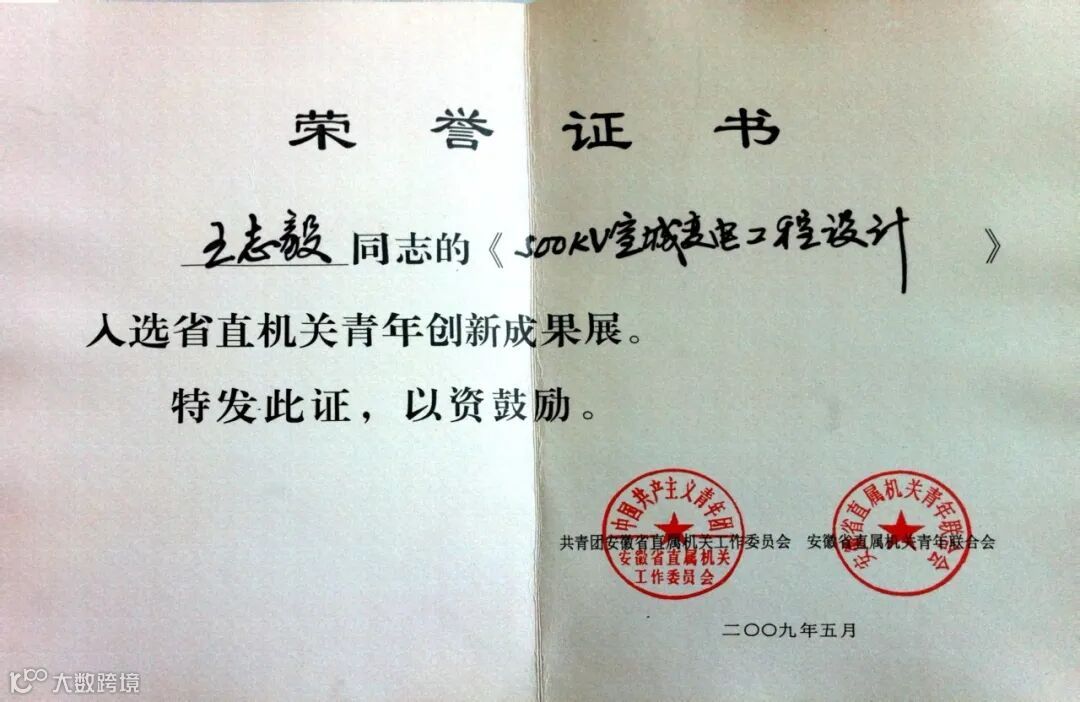 荣誉证书
王志毅同志的《500KV宣城变电工程设计》
入选省直机关青年创新成果展。
特发此证，以资鼓励。
中国共产主义青年团
安徽省直属机关
工作委员会
安徽省直属机关青年联合会
共青团安徽省直属机关工作委员会 安徽省直属机关青年联合会
二〇〇九年五月
大数跨境